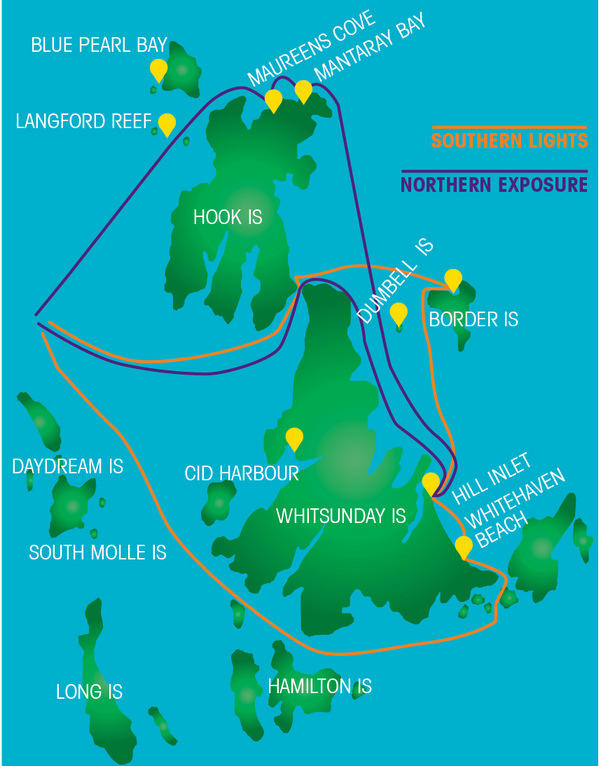 BLUE PEARL BAY
MAUREENS COVE
MANTARAY BAY
LANGFORD REEF
SOUTHERN LIGHTS
NORTHERN EXPOSURE
HOOK IS
DUMBELL IS
BORDER IS
DAYDREAM IS
CID HARBOUR
HILL INLET
WHITEHAVEN
BEACH
WHITSUNDAY IS
SOUTH MOLLE IS
LONG IS
HAMILTON IS